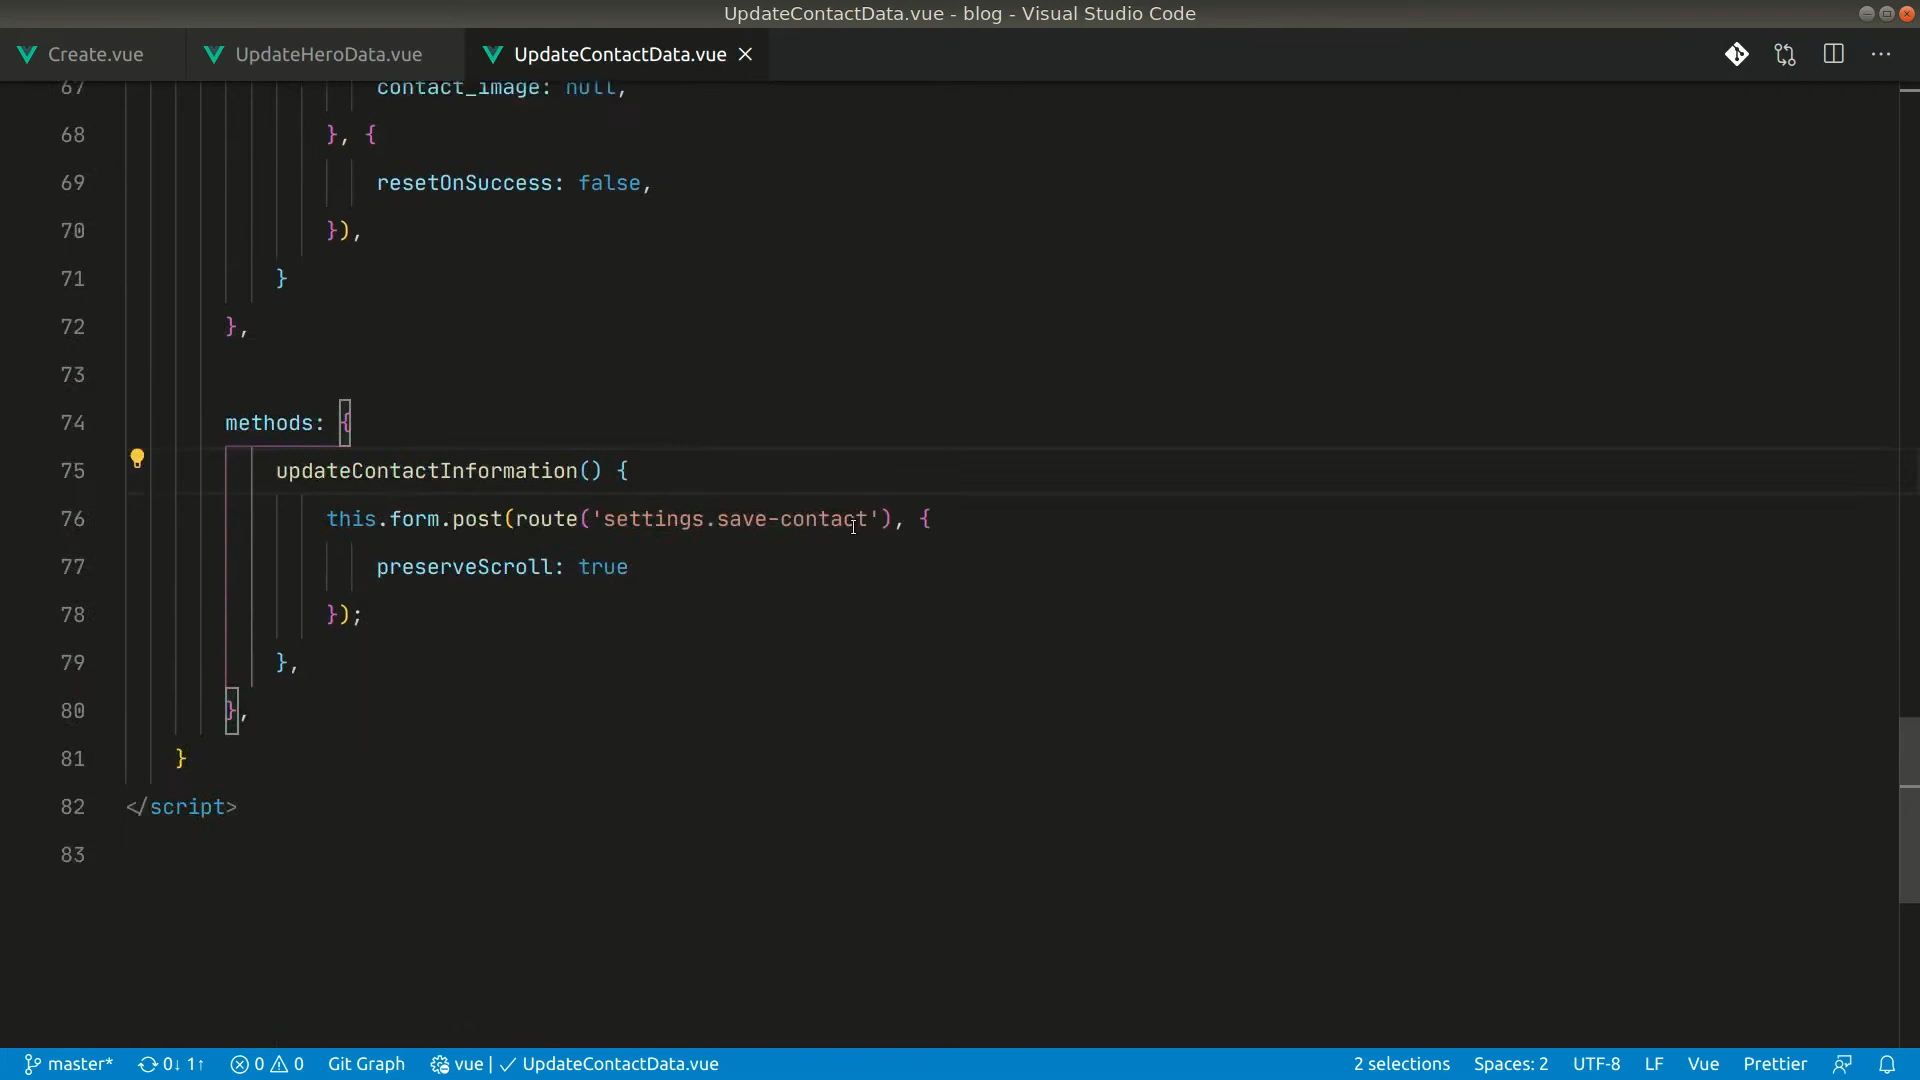 UpdateContactData.vue - blog - Visual Studio Code
Create.vue
UpdateHeroData.vue
UpdateContactData.vue
67 contact_image: null,
68 }, {
69 resetOnSuccess: false,
70 }),
71 }
72 },
73
74 methods: {
75 updateContactInformation() {
76 this.form.post(route('settings.save-contact'), {
77 preserveScroll: true
78 });
79 },
80 },
81 }
82 </script>
83
master* 0↓ 1↑ 0 0 Git Graph vue | ✓ UpdateContactData.vue 2 selections Spaces: 2 UTF-8 LF Vue Prettier